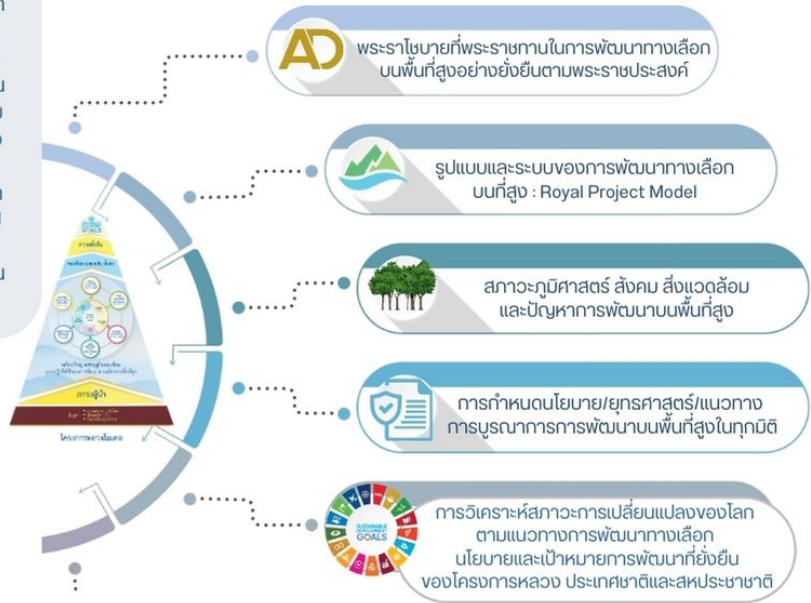 AD
พระราโชบายที่พระราชทานในการพัฒนาทางเลือก
บนพื้นที่สูงอย่างยั่งยืนตามพระราชประสงค์
รูปแบบและระบบของการพัฒนาทางเลือก
บนที่สูง : Royal Project Model
สภาวะภูมิศาสตร์ สังคม สิ่งแวดล้อม
และปัญหาการพัฒนาบนพื้นที่สูง
การกำหนดนโยบาย/ยุทธศาสตร์/แนวทาง
การบูรณาการการพัฒนาบนพื้นที่สูงในทุกมิติ
SUSTAINABLE
DEVELOPMENT
GOALS
การวิเคราะห์สภาวะการเปลี่ยนแปลงของโลก
ตามแนวทางการพัฒนาทางเลือก
นโยบายและเป้าหมายการพัฒนาที่ยั่งยืน
ของโครงการหลวง ประเทศชาติและสหประชาชาติ
โครงการหลวงโมเดล